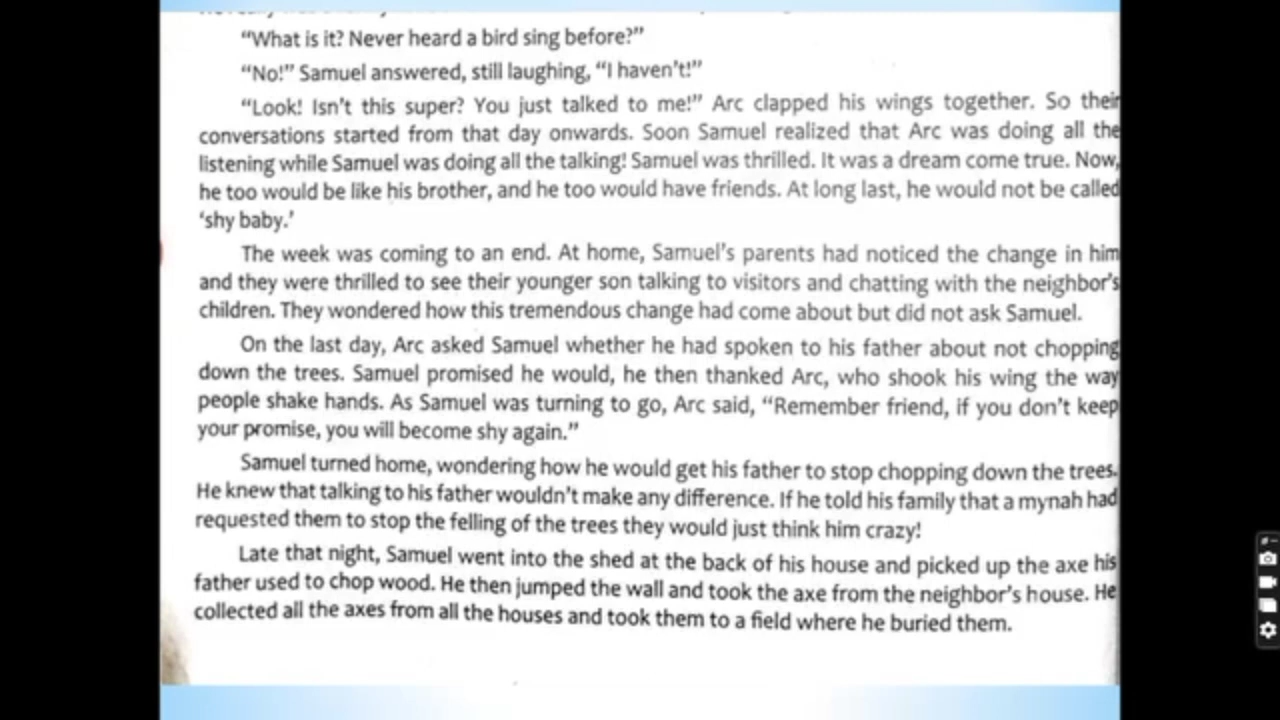 “What is it? Never heard a bird sing before?”
“No!” Samuel answered, still laughing, “I haven’t!”
“Look! Isn’t this super? You just talked to me!” Arc clapped his wings together. So their
conversations started from that day onwards. Soon Samuel realized that Arc was doing all the
listening while Samuel was doing all the talking! Samuel was thrilled. It was a dream come true. Now,
he too would be like his brother, and he too would have friends. At long last, he would not be called
‘shy baby.’
The week was coming to an end. At home, Samuel’s parents had noticed the change in him
and they were thrilled to see their younger son talking to visitors and chatting with the neighbor’s
children. They wondered how this tremendous change had come about but did not ask Samuel.
On the last day, Arc asked Samuel whether he had spoken to his father about not chopping
down the trees. Samuel promised he would, he then thanked Arc, who shook his wing the way
people shake hands. As Samuel was turning to go, Arc said, “Remember friend, if you don’t keep
your promise, you will become shy again.”
Samuel turned home, wondering how he would get his father to stop chopping down the trees.
He knew that talking to his father wouldn’t make any difference. If he told his family that a mynah had
requested them to stop the felling of the trees they would just think him crazy!
Late that night, Samuel went into the shed at the back of his house and picked up the axe his
father used to chop wood. He then jumped the wall and took the axe from the neighbor’s house. He
collected all the axes from all the houses and took them to a field where he buried them.